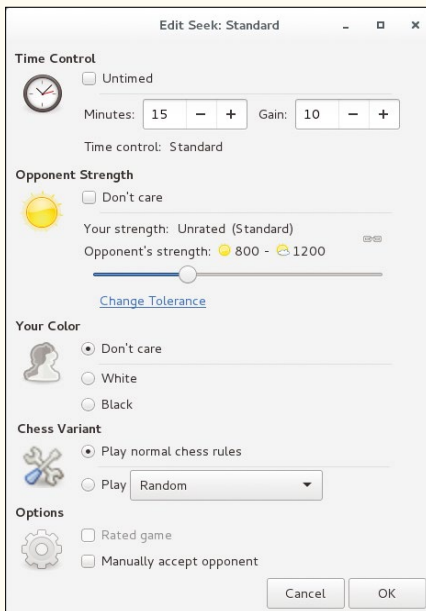 Edit Seek: Standard
Time Control
Untimed
Minutes: 15 − + Gain: 10 − +
Time control: Standard
Opponent Strength
Don't care
Your strength: Unrated (Standard)
Opponent's strength: 800 - 1200
Change Tolerance
Your Color
Don't care
White
Black
Chess Variant
Play normal chess rules
Play Random
Options
Rated game
Manually accept opponent
Cancel OK